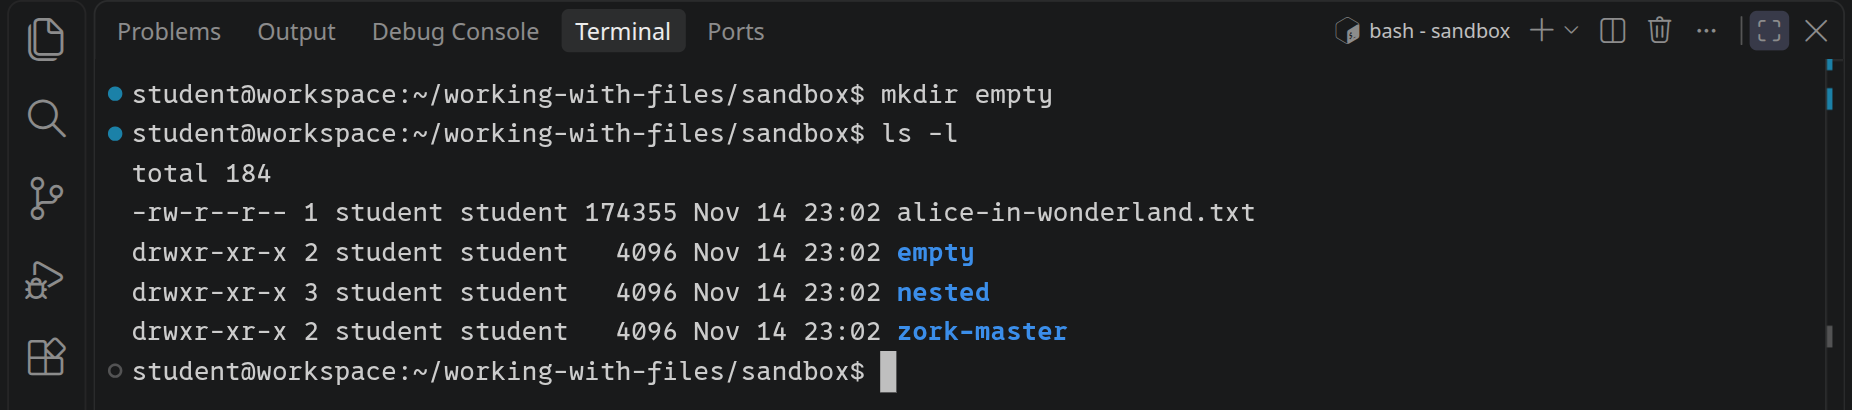 Problems Output Debug Console Terminal Ports bash - sandbox
student@workspace:~/working-with-files/sandbox$ mkdir empty
student@workspace:~/working-with-files/sandbox$ ls -l
total 184
-rw-r--r-- 1 student student 174355 Nov 14 23:02 alice-in-wonderland.txt
drwxr-xr-x 2 student student   4096 Nov 14 23:02 empty
drwxr-xr-x 3 student student   4096 Nov 14 23:02 nested
drwxr-xr-x 2 student student   4096 Nov 14 23:02 zork-master
student@workspace:~/working-with-files/sandbox$